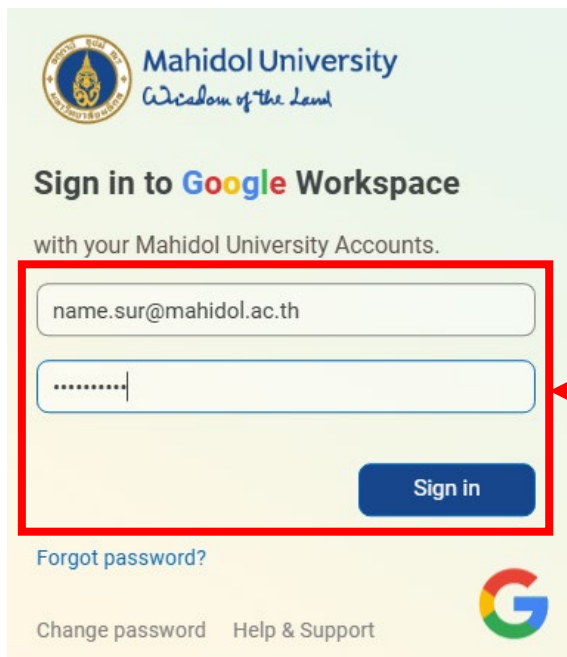 Mahidol University
Wisdom of the Land
Sign in to Google Workspace
with your Mahidol University Accounts.
name.sur@mahidol.ac.th
••••••••••
Sign in
Forgot password?
G
Change password Help & Support